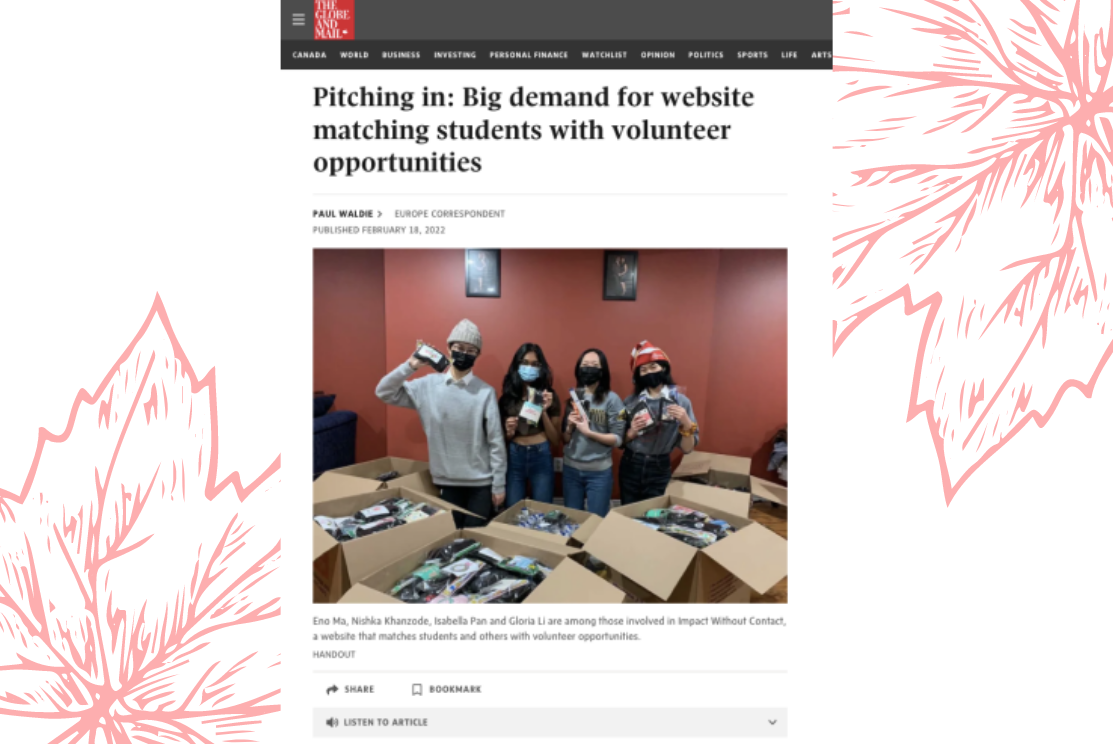 THE
GLOBE
AND
MAIL
CANADA WORLD BUSINESS INVESTING PERSONAL FINANCE WATCHLIST OPINION POLITICS SPORTS LIFE ARTS
Pitching in: Big demand for website
matching students with volunteer
opportunities
PAUL WALDIE > EUROPE CORRESPONDENT
PUBLISHED FEBRUARY 18, 2022
Eno Ma, Nishka Khanzode, Isabella Pan and Gloria Li are among those involved in Impact Without Contact,
a website that matches students and others with volunteer opportunities.
HANDOUT
SHARE BOOKMARK
LISTEN TO ARTICLE